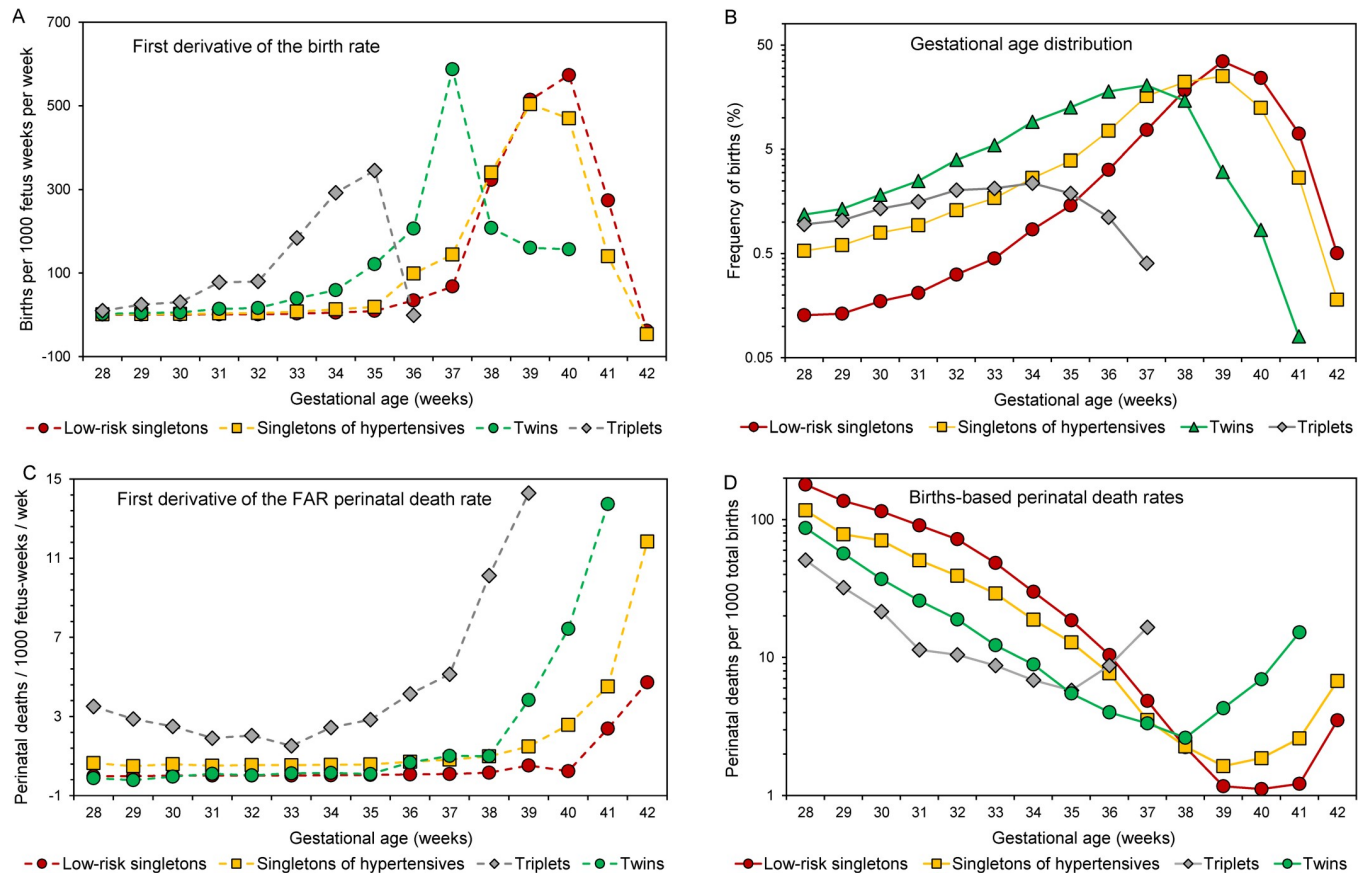 A
First derivative of the birth rate
Births per 1000 fetus weeks per week
700
500
300
100
-100
28 29 30 31 32 33 34 35 36 37 38 39 40 41 42
Gestational age (weeks)
Low-risk singletons Singletons of hypertensives Twins Triplets
B
Gestational age distribution
Frequency of births (%)
50
5
0.5
0.05
28 29 30 31 32 33 34 35 36 37 38 39 40 41 42
Gestational age (weeks)
Low-risk singletons Singletons of hypertensives Twins Triplets
C
First derivative of the FAR perinatal death rate
Perinatal deaths / 1000 fetus-weeks / week
15
11
7
3
-1
28 29 30 31 32 33 34 35 36 37 38 39 40 41 42
Gestational age (weeks)
Low-risk singletons Singletons of hypertensives Triplets Twins
D
Births-based perinatal death rates
Perinatal deaths per 1000 total births
100
10
1
28 29 30 31 32 33 34 35 36 37 38 39 40 41 42
Gestational age (weeks)
Low-risk singletons Singletons of hypertensives Triplets Twins